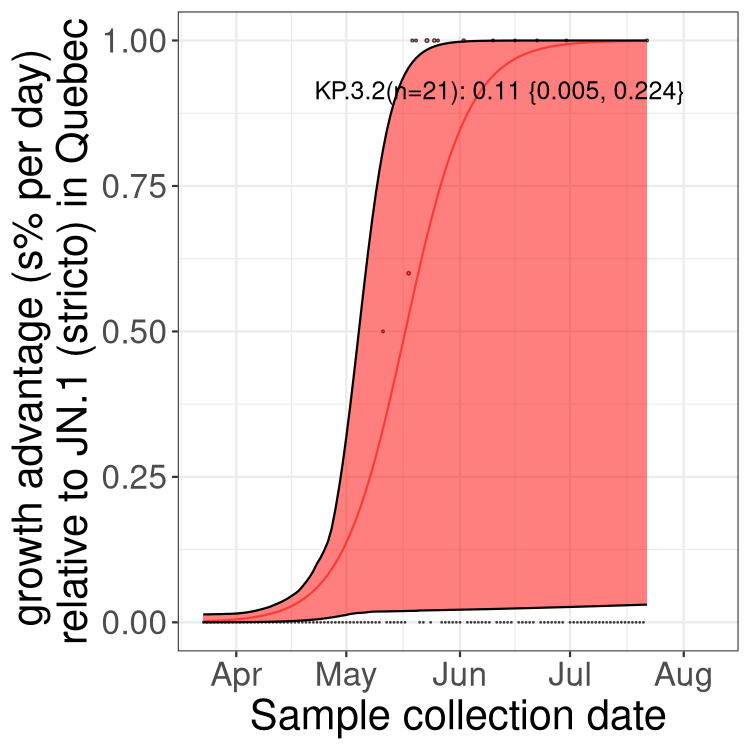 growth advantage (s% per day)
relative to JN.1 (stricto) in Quebec
1.00
0.75
0.50
0.25
0.00
KP.3.2(n=21): 0.11 {0.005, 0.224}
Apr May Jun Jul Aug
Sample collection date